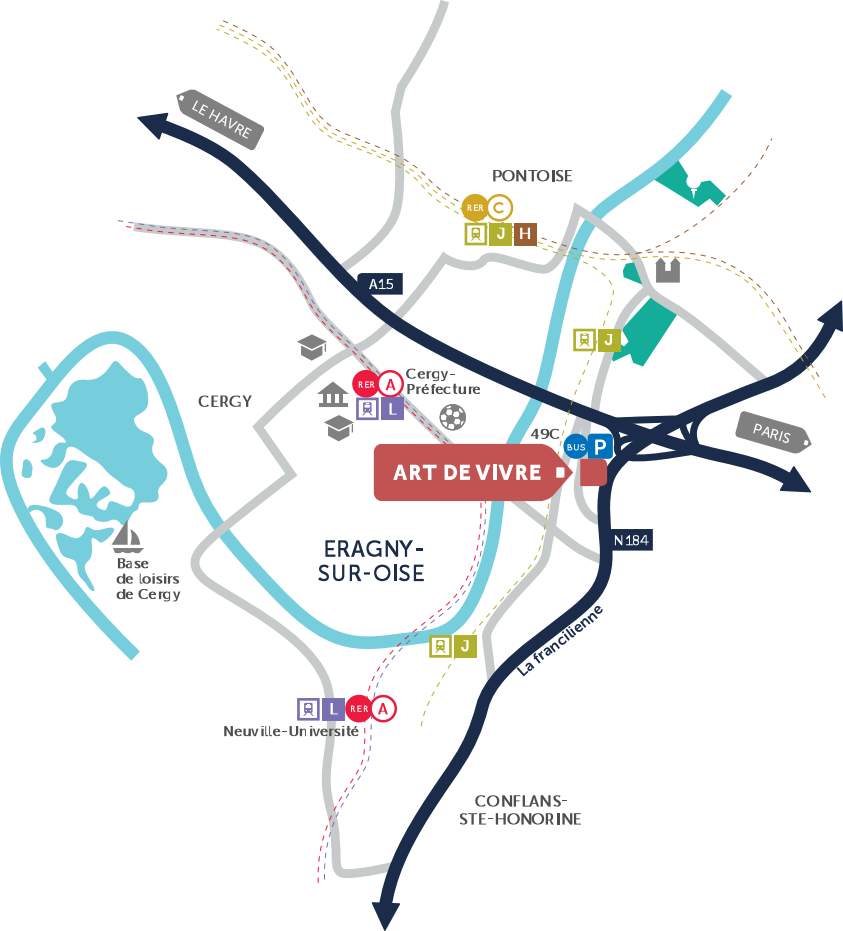 LE HAVRE
PONTOISE
RER C
J H
A15
J
Cergy-
Préfecture
RER A
L
CERGY
49C
BUS P
PARIS
ART DE VIVRE
N184
ERAGNY-
SUR-OISE
Base
de loisirs
de Cergy
La francilienne
J
L RER A
Neuville-Université
CONFLANS-
STE-HONORINE